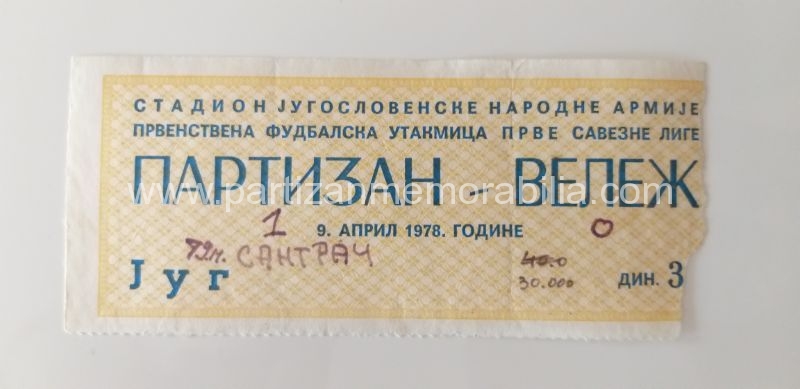 СТАДИОН ЈУГОСЛОВЕНСКЕ НАРОДНЕ АРМИЈЕ
ПРВЕНСТВЕНА ФУДБАЛСКА УТАКМИЦА ПРВЕ САВЕЗНЕ ЛИГЕ
ПАРТИЗАН - ВЕЛЕЖ
www.partizanmemorabilia.com
1 9. АПРИЛ 1978. ГОДИНЕ 0
72м. САНТРАЧ
40.0
Југ 30.000 ДИН. 3